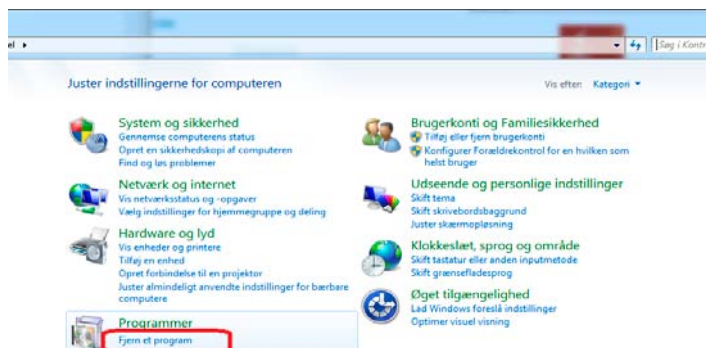 el ▸
Søg i Kontr
Juster indstillingerne for computeren
Vis efter: Kategori
System og sikkerhed
Gennemse computerens status
Opret en sikkerhedskopi af computeren
Find og løs problemer
Netværk og internet
Vis netværksstatus og -opgaver
Vælg indstillinger for hjemmegruppe og deling
Hardware og lyd
Vis enheder og printere
Tilføj en enhed
Opret forbindelse til en projektor
Juster almindeligt anvendte indstillinger for bærbare
computere
Programmer
Fjern et program
Brugerkonti og Familiesikkerhed
Tilføj eller fjern brugerkonti
Konfigurer Forældrekontrol for en hvilken som
helst bruger
Udseende og personlige indstillinger
Skift tema
Skift skrivebordsbaggrund
Juster skærmopløsning
Klokkeslæt, sprog og område
Skift tastatur eller anden inputmetode
Skift grænsefladesprog
Øget tilgængelighed
Lad Windows foreslå indstillinger
Optimer visuel visning